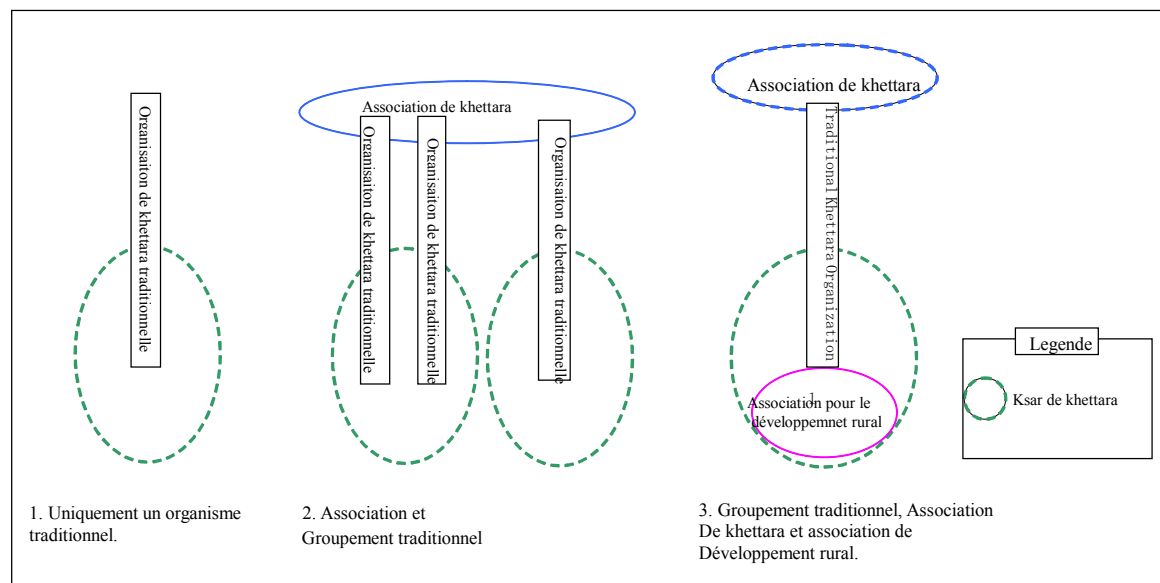 Organisaiton de khettara traditionnelle
Association de khettara
Organisaiton de khettara traditionnelle
Organisaiton de khettara traditionnelle
Organisaiton de khettara traditionnelle
Association de khettara
Traditional Khettara Organization
Association pour le
développemnet rural
Legende
Ksar de khettara
1. Uniquement un organisme
traditionnel.
2. Association et
Groupement traditionnel
3. Groupement traditionnel, Association
De khettara et association de
Développement rural.